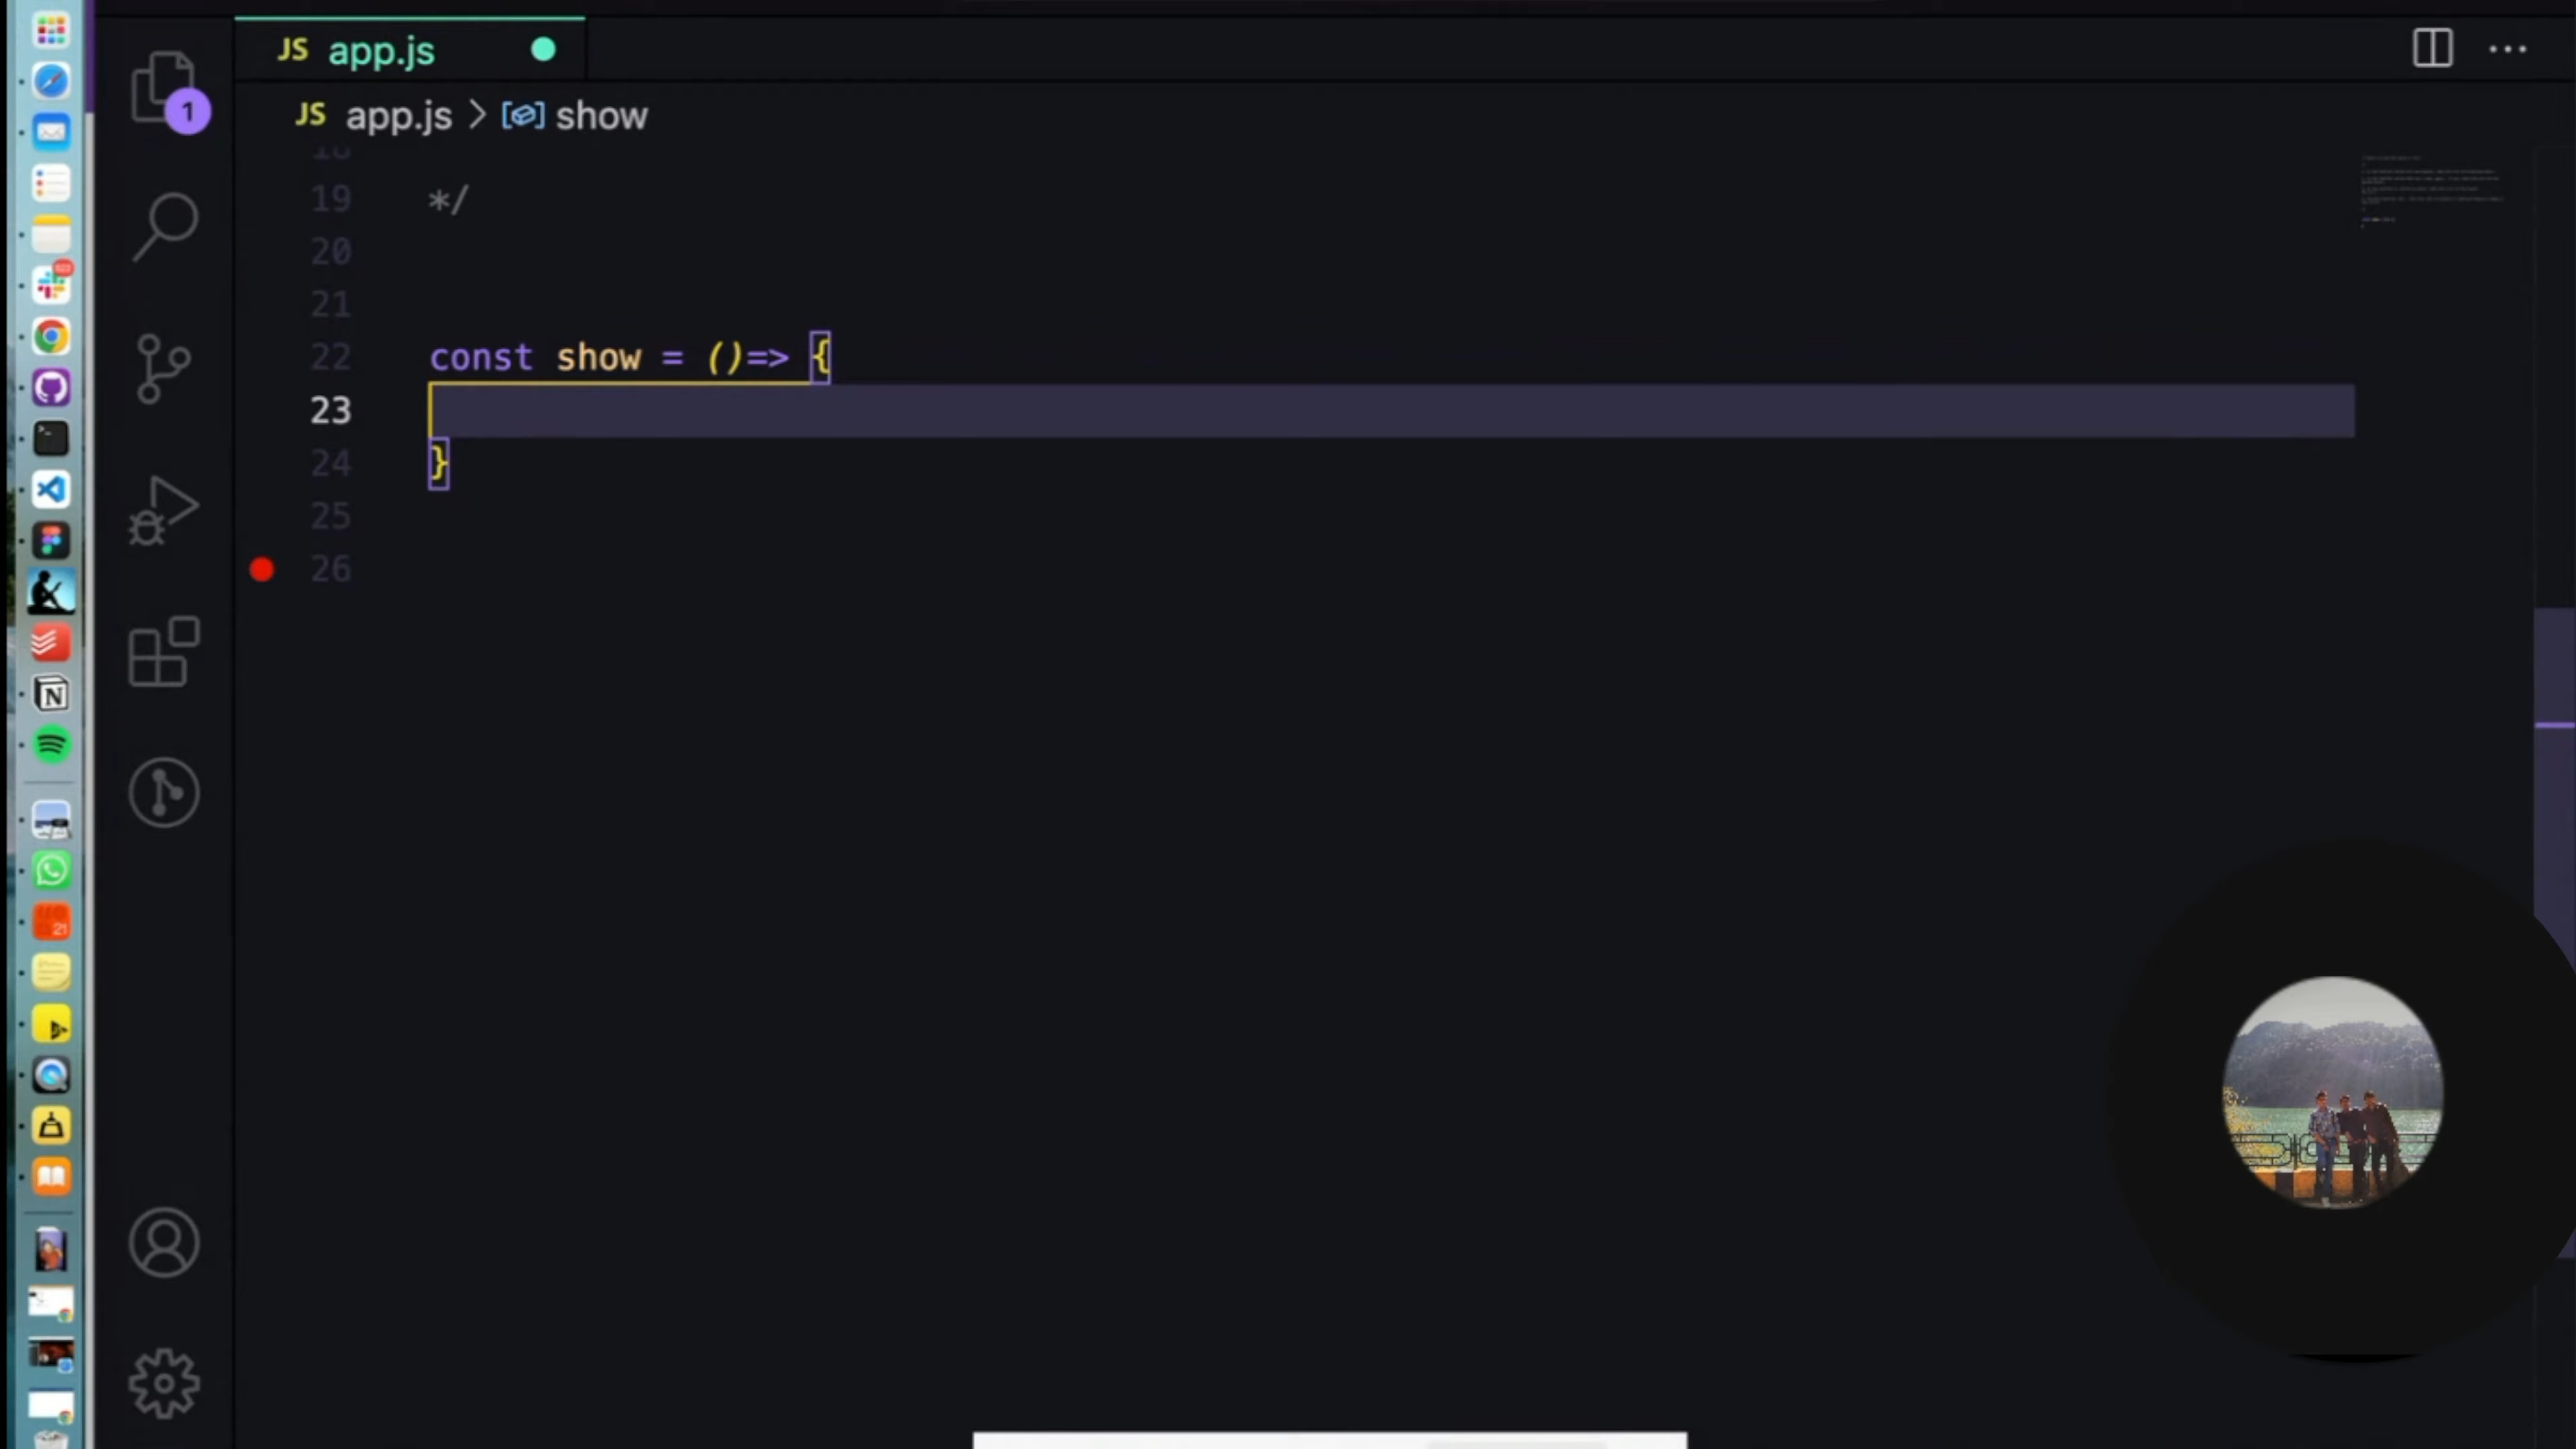 JS app.js
JS app.js > show
1
19 */
20
21
22 const show = ()=> {
23
24 }
25
26